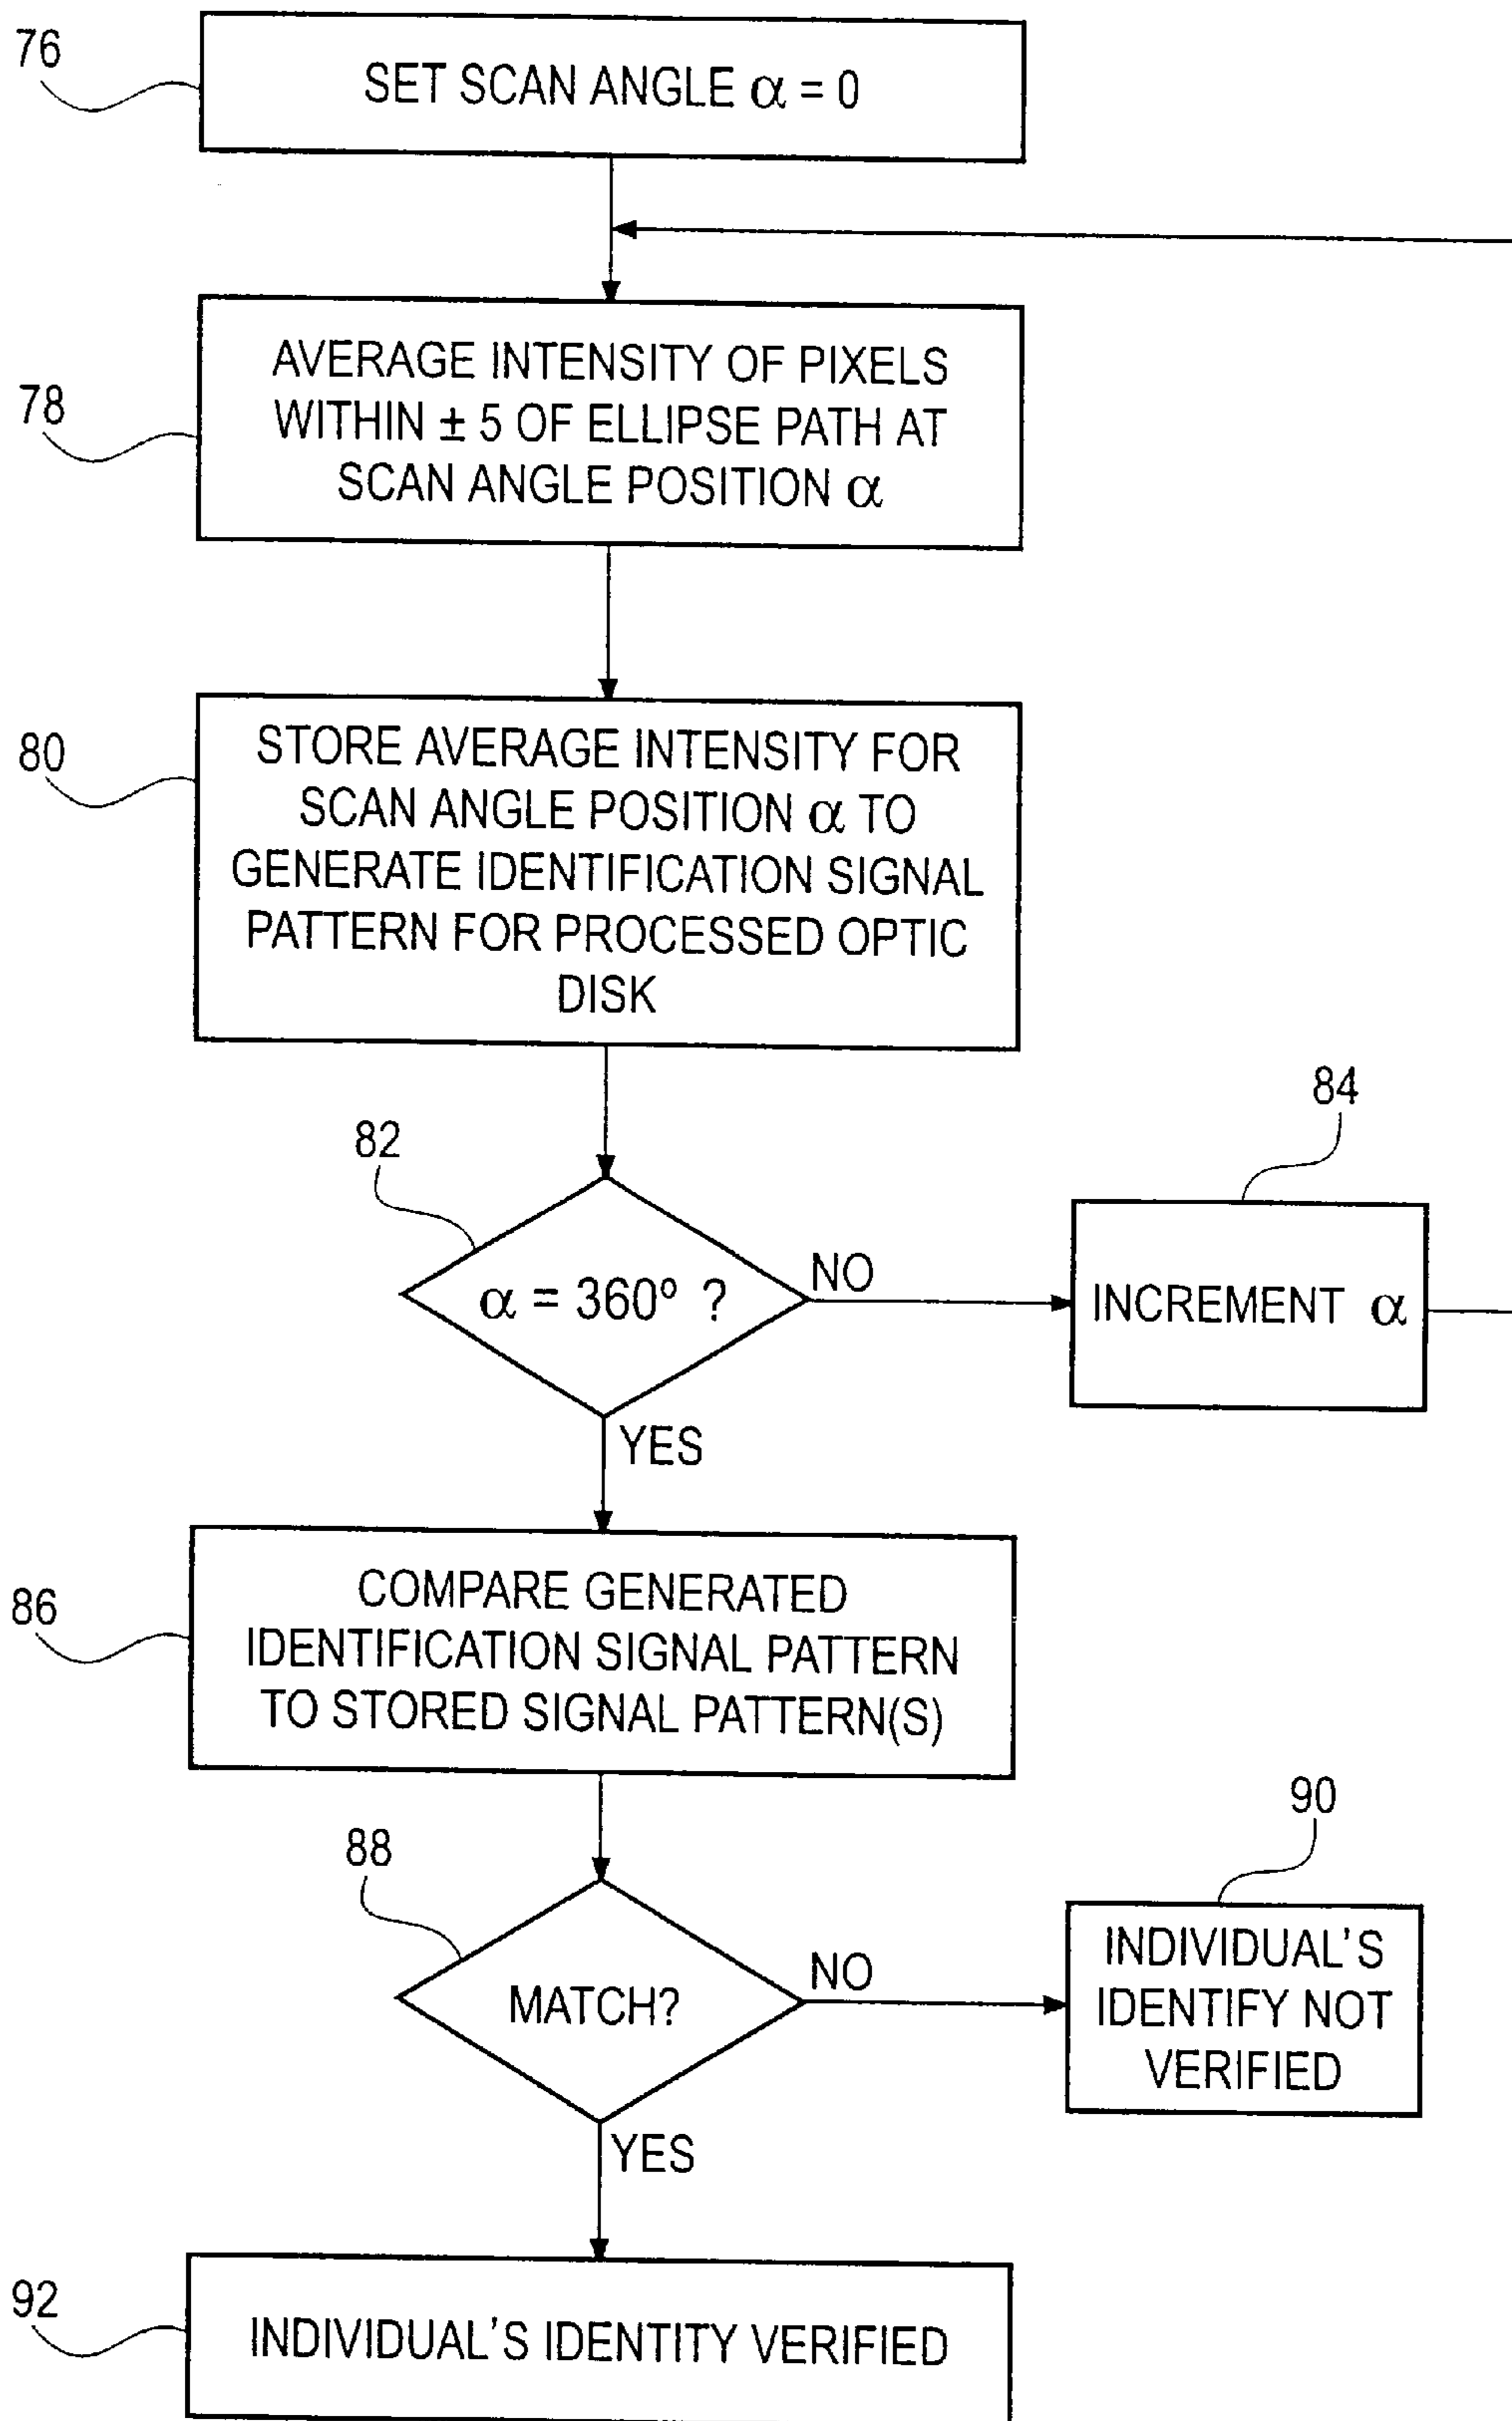 76
SET SCAN ANGLE α = 0
78
AVERAGE INTENSITY OF PIXELS
WITHIN ± 5 OF ELLIPSE PATH AT
SCAN ANGLE POSITION α
80
STORE AVERAGE INTENSITY FOR
SCAN ANGLE POSITION α TO
GENERATE IDENTIFICATION SIGNAL
PATTERN FOR PROCESSED OPTIC
DISK
82
α = 360º ?
NO
84
INCREMENT α
YES
86
COMPARE GENERATED
IDENTIFICATION SIGNAL PATTERN
TO STORED SIGNAL PATTERN(S)
88
MATCH?
NO
90
INDIVIDUAL'S
IDENTIFY NOT
VERIFIED
YES
92
INDIVIDUAL'S IDENTITY VERIFIED